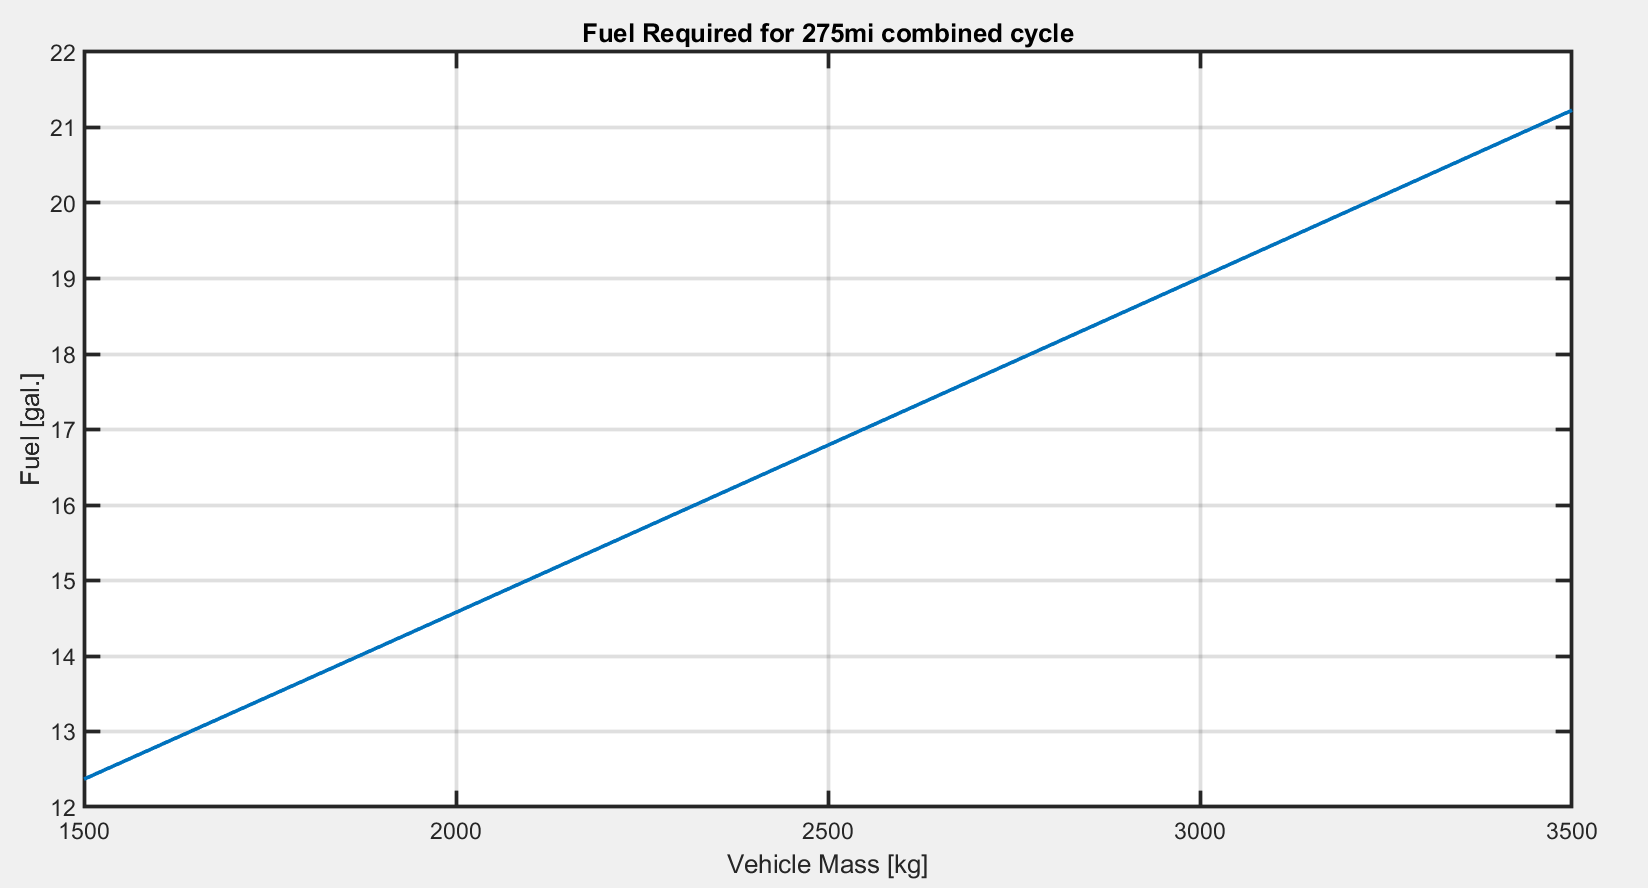 Fuel Required for 275mi combined cycle
22
21
20
19
18
17
16
15
14
13
12
Fuel [gal.]
1500 2000 2500 3000 3500
Vehicle Mass [kg]